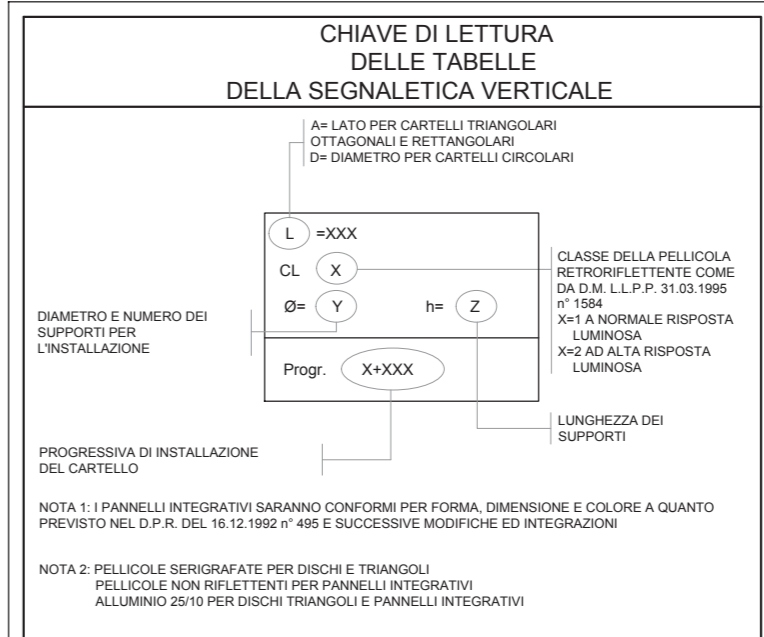 CHIAVE DI LETTURA
DELLE TABELLE
DELLA SEGNALETICA VERTICALE
A= LATO PER CARTELLI TRIANGOLARI
OTTAGONALI E RETTANGOLARI
D= DIAMETRO PER CARTELLI CIRCOLARI
L =XXX
CL X
Ø= Y h= Z
Progr. X+XXX
CLASSE DELLA PELLICOLA
RETRORIFLETTENTE COME
DA D.M. L.L.P.P. 31.03.1995
n° 1584
X=1 A NORMALE RISPOSTA
LUMINOSA
X=2 AD ALTA RISPOSTA
LUMINOSA
DIAMETRO E NUMERO DEI
SUPPORTI PER
L'INSTALLAZIONE
LUNGHEZZA DEI
SUPPORTI
PROGRESSIVA DI INSTALLAZIONE
DEL CARTELLO
NOTA 1: I PANNELLI INTEGRATIVI SARANNO CONFORMI PER FORMA, DIMENSIONE E COLORE A QUANTO
PREVISTO NEL D.P.R. DEL 16.12.1992 n° 495 E SUCCESSIVE MODIFICHE ED INTEGRAZIONI
NOTA 2: PELLICOLE SERIGRAFATE PER DISCHI E TRIANGOLI
PELLICOLE NON RIFLETTENTI PER PANNELLI INTEGRATIVI
ALLUMINIO 25/10 PER DISCHI TRIANGOLI E PANNELLI INTEGRATIVI